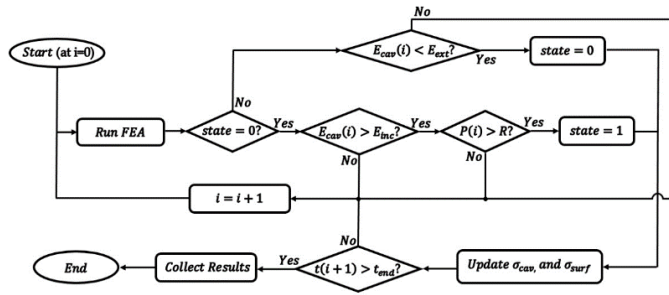 No
Start (at i=0)
E_cav(i) < E_ext?
Yes
state = 0
No
Run FEA
state = 0?
Yes
E_cav(i) > E_inc?
Yes
P(i) > R?
Yes
state = 1
No
No
i = i + 1
No
End
Collect Results
Yes
t(i + 1) > t_end?
Update σ_cav, and σ_surf